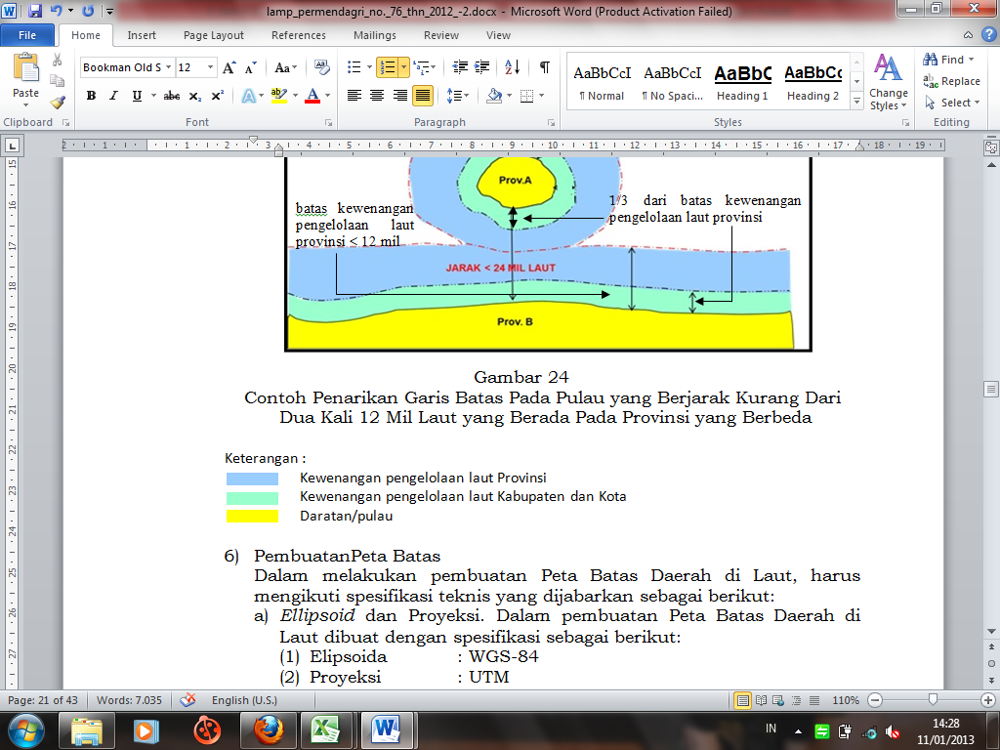 lamp_permendagri_no._76_thn_2012_-2.docx - Microsoft Word (Product Activation Failed)
File Home Insert Page Layout References Mailings Review View
Paste
Bookman Old S 12
AaBbCcI AaBbCcI AaBbC AaBbCc
¶ Normal ¶ No Spaci... Heading 1 Heading 2
Change Styles
Find
Replace
Select
Clipboard Font Paragraph Styles Editing
Prov.A
batas kewenangan
pengelolaan laut
provinsi < 12 mil
1/3 dari batas kewenangan
pengelolaan laut provinsi
JARAK < 24 MIL LAUT
Prov. B
Gambar 24
Contoh Penarikan Garis Batas Pada Pulau yang Berjarak Kurang Dari
Dua Kali 12 Mil Laut yang Berada Pada Provinsi yang Berbeda
Keterangan :
Kewenangan pengelolaan laut Provinsi
Kewenangan pengelolaan laut Kabupaten dan Kota
Daratan/pulau
6) PembuatanPeta Batas
Dalam melakukan pembuatan Peta Batas Daerah di Laut, harus
mengikuti spesifikasi teknis yang dijabarkan sebagai berikut:
a) Ellipsoid dan Proyeksi. Dalam pembuatan Peta Batas Daerah di
Laut dibuat dengan spesifikasi sebagai berikut:
(1) Elipsoida : WGS-84
(2) Proyeksi : UTM
Page: 21 of 43 Words: 7.035 English (U.S.) 110%
IN 14:28
11/01/2013